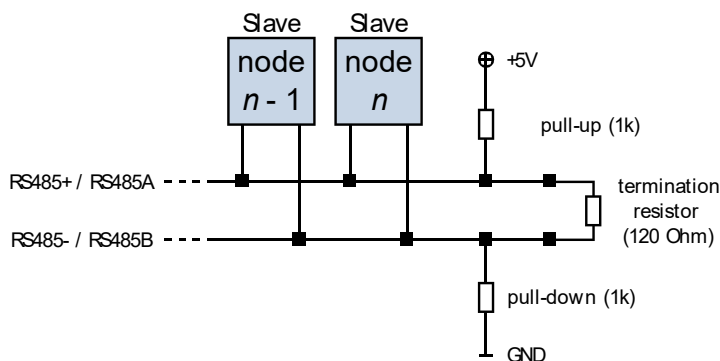 Slave
Slave
node
n - 1
node
n
+5V
pull-up (1k)
RS485+ / RS485A
termination
resistor
(120 Ohm)
RS485- / RS485B
pull-down (1k)
GND